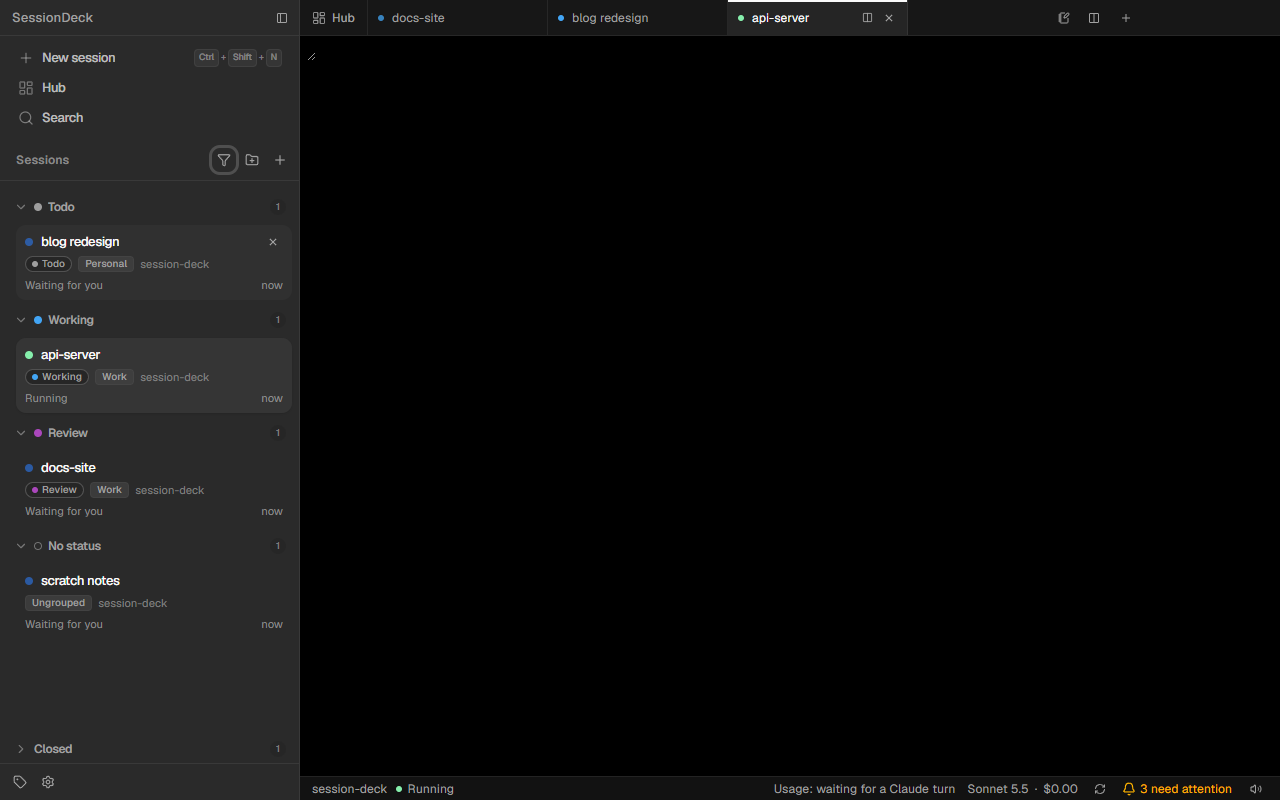 SessionDeck
New session Ctrl + Shift + N
Hub
Search
Sessions
Todo 1
blog redesign
Todo Personal session-deck
Waiting for you now
Working 1
api-server
Working Work session-deck
Running now
Review 1
docs-site
Review Work session-deck
Waiting for you now
No status 1
scratch notes
Ungrouped session-deck
Waiting for you now
Closed 1
Hub docs-site blog redesign api-server
session-deck Running Usage: waiting for a Claude turn Sonnet 5.5 · $0.00 3 need attention